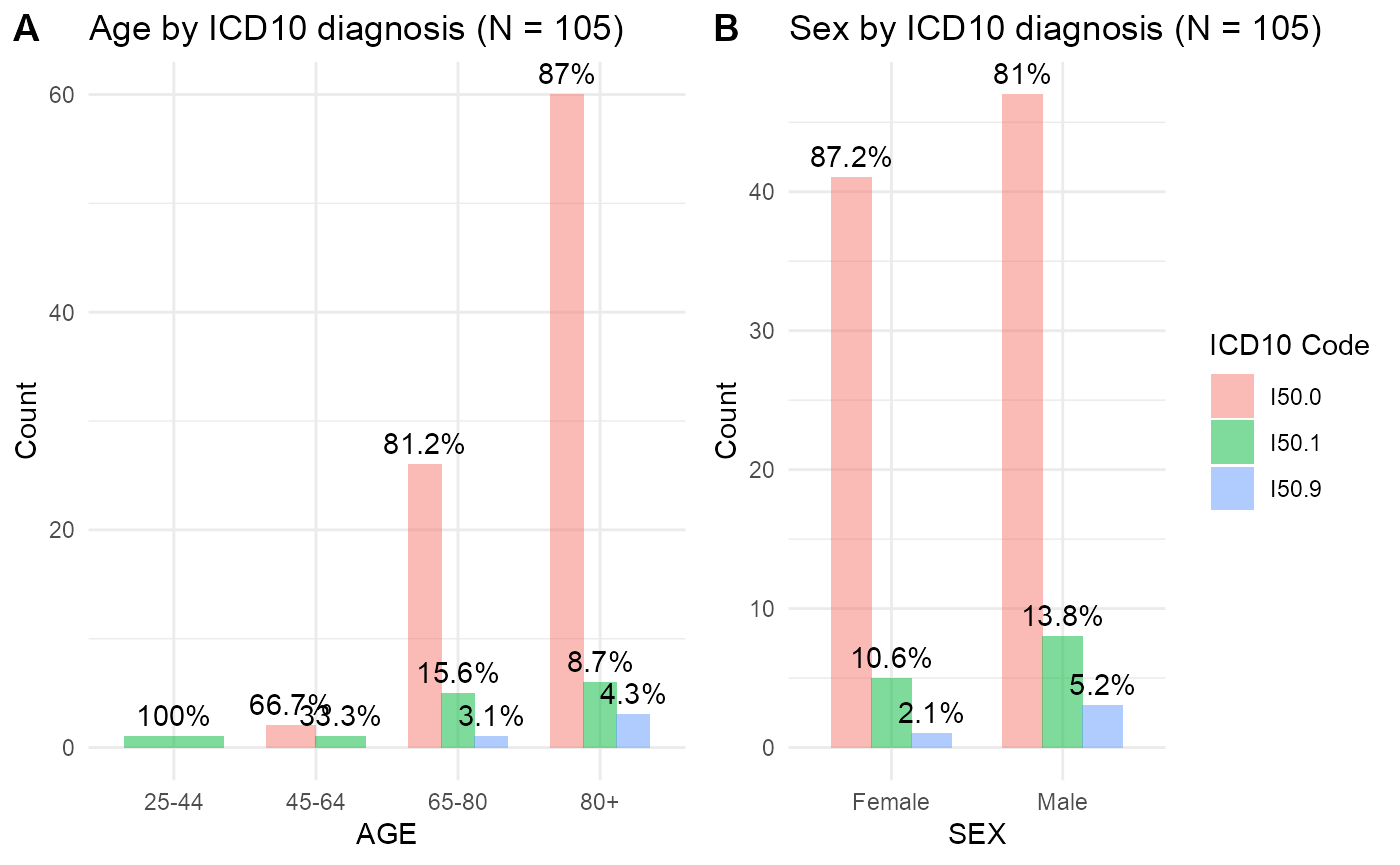 A Age by ICD10 diagnosis (N = 105)
Count
60
40
20
0
100%
66.7%
33.3%
81.2%
15.6%
3.1%
87%
8.7%
4.3%
25-44
45-64
65-80
80+
AGE
B Sex by ICD10 diagnosis (N = 105)
Count
40
30
20
10
0
87.2%
10.6%
2.1%
81%
13.8%
5.2%
Female
Male
SEX
ICD10 Code
I50.0
I50.1
I50.9